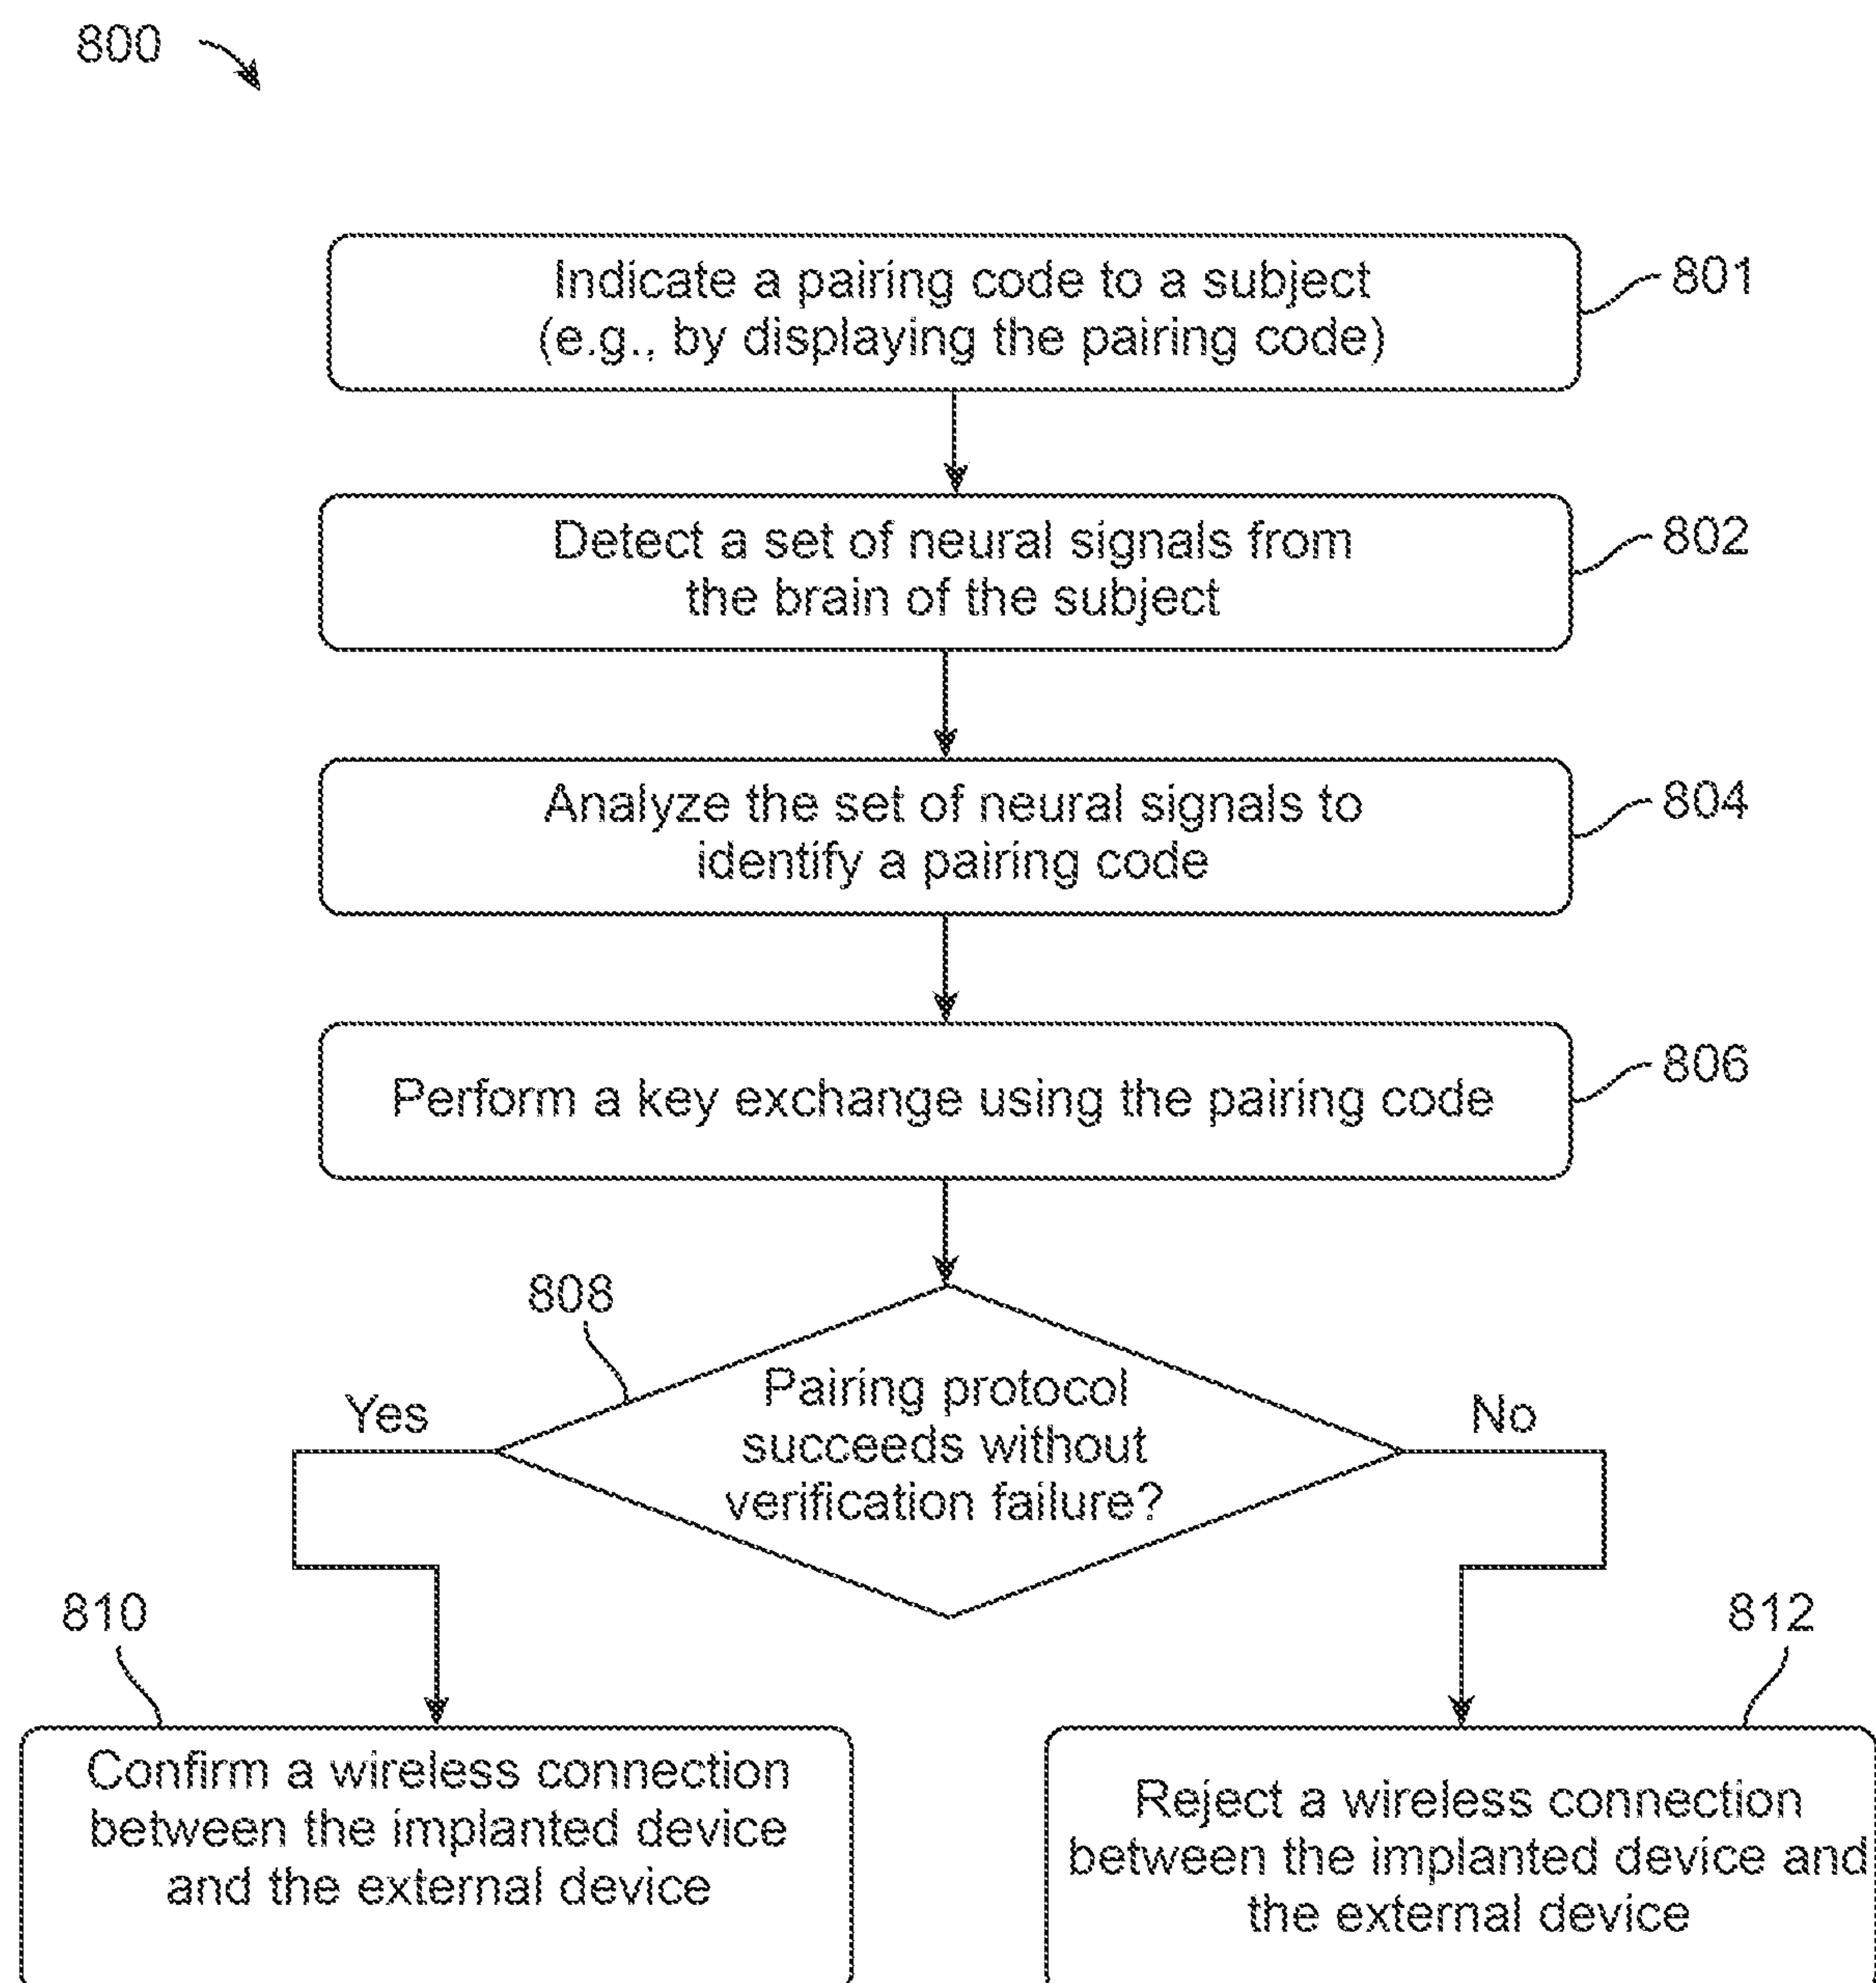 800
Indicate a pairing code to a subject
(e.g., by displaying the pairing code)
801
Detect a set of neural signals from
the brain of the subject
802
Analyze the set of neural signals to
identify a pairing code
804
Perform a key exchange using the pairing code
806
808
Pairing protocol
succeeds without
verification failure?
Yes
No
810
Confirm a wireless connection
between the implanted device
and the external device
812
Reject a wireless connection
between the implanted device and
the external device